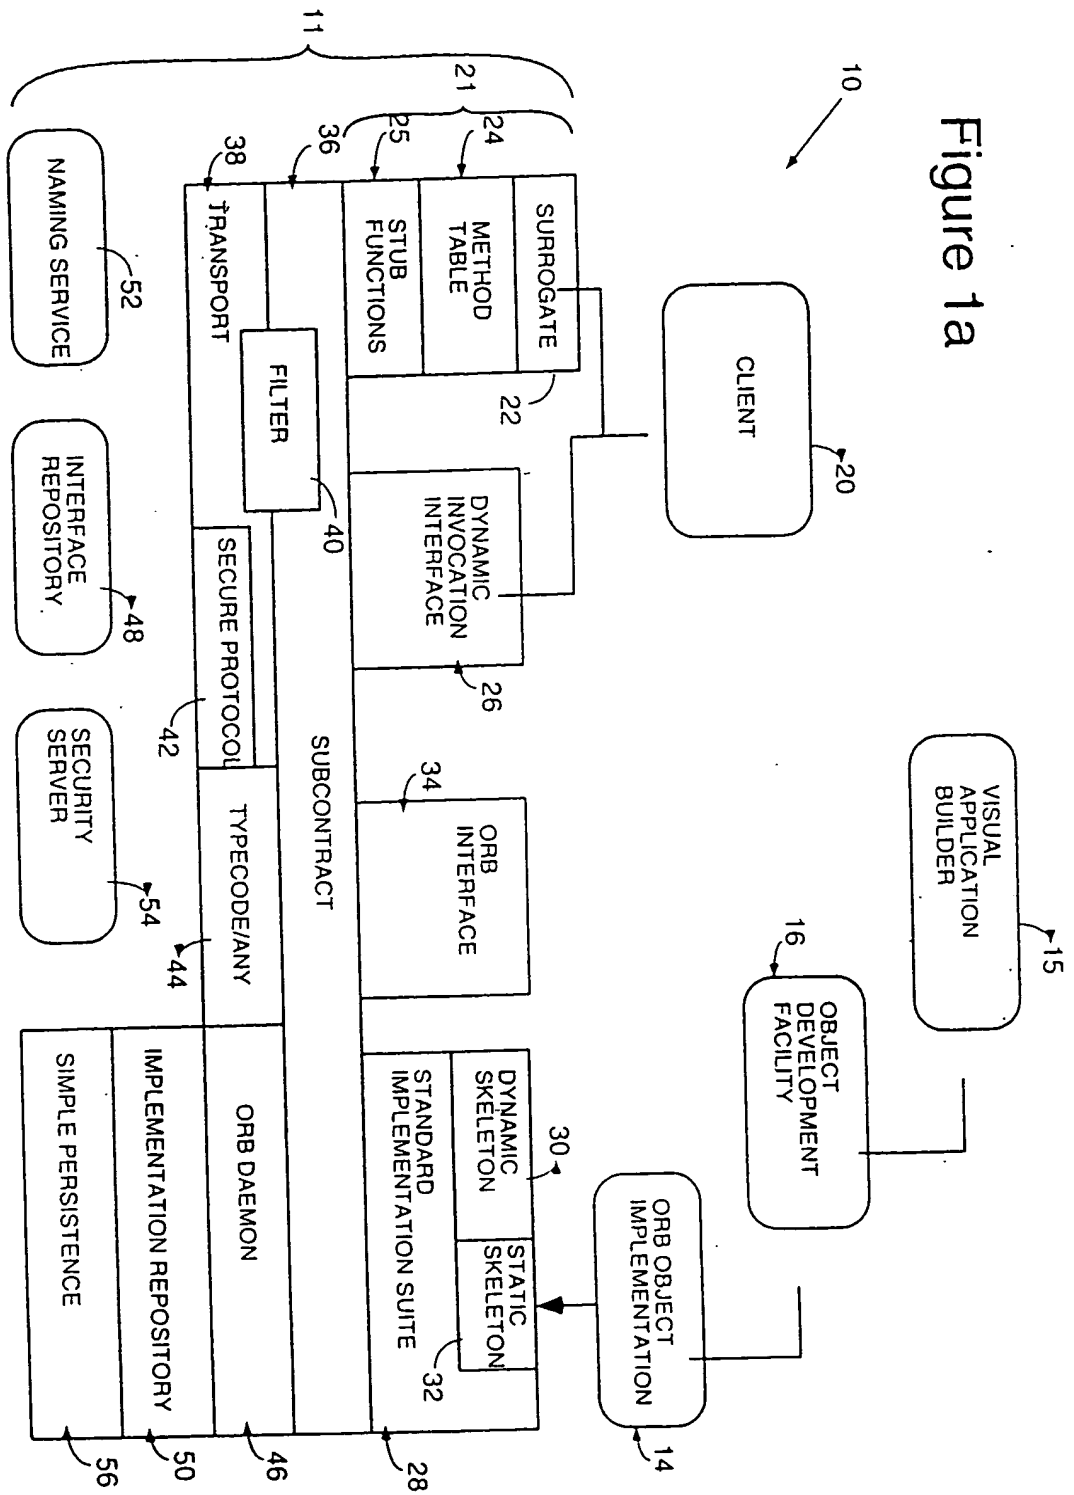 Figure 1a
10
VISUAL
APPLICATION
BUILDER
15
16
OBJECT
DEVELOPMENT
FACILITY
CLIENT
20
ORB OBJECT
IMPLEMENTATION
14
11
21
22
SURROGATE
24
METHOD
TABLE
25
STUB
FUNCTIONS
DYNAMIC
INVOCATION
INTERFACE
26
34
ORB
INTERFACE
30
DYNAMIC
SKELETON
STATIC
SKELETON
32
STANDARD
IMPLEMENTATION SUITE
28
36
SUBCONTRACT
38
TRANSPORT
FILTER
40
SECURE PROTOCOL
42
TYPECODE/ANY
44
ORB DAEMON
46
IMPLEMENTATION REPOSITORY
50
SIMPLE PERSISTENCE
56
NAMING SERVICE
52
INTERFACE
REPOSITORY
48
SECURITY
SERVER
54